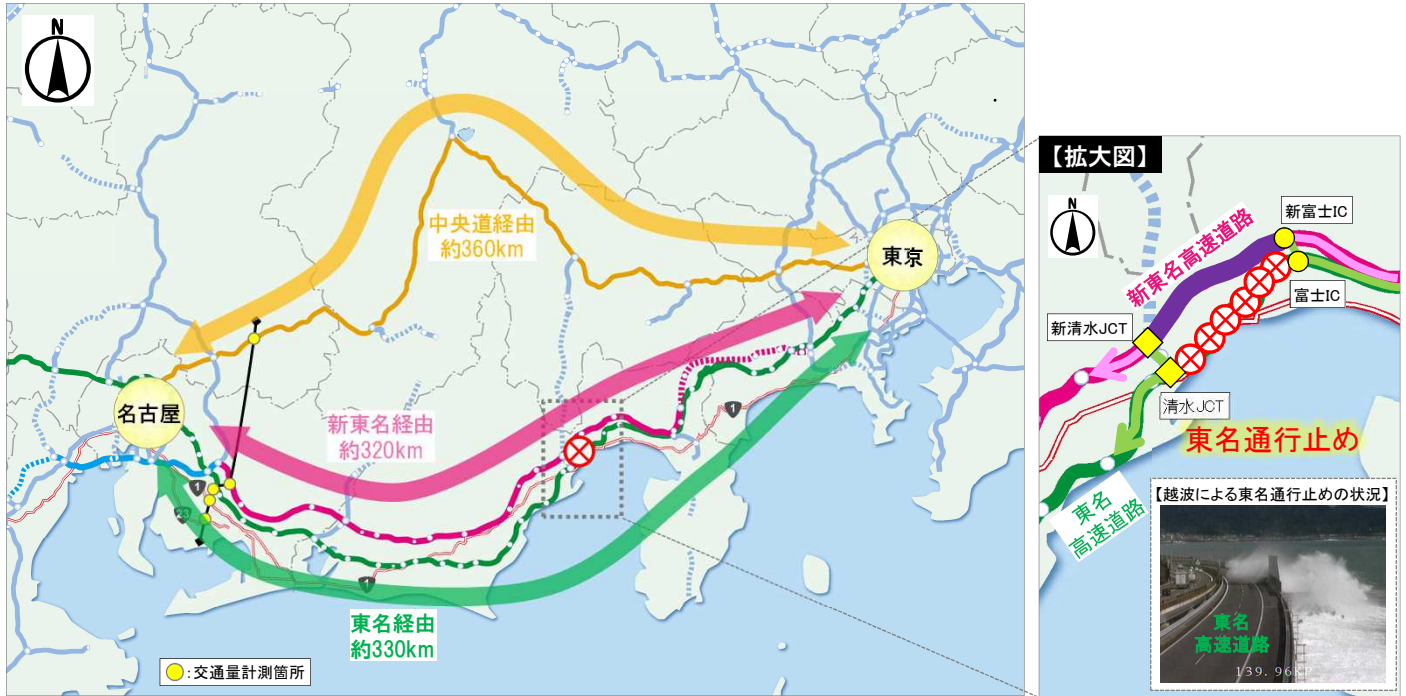 N
中央道経由
約360km
東京
名古屋
新東名経由
約320km
1
1
23
1
東名経由
約330km
:交通量計測箇所
【拡大図】
N
新富士IC
新東名高速道路
富士IC
新清水JCT
清水JCT
東名通行止め
東名
高速道路
【越波による東名通行止めの状況】
東名
高速道路
139.96KP